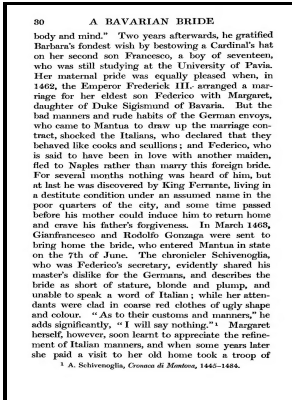 30 A BAVARIAN BRIDE
body and mind." Two years afterwards, he gratified
Barbara's fondest wish by bestowing a Cardinal's hat
on her second son Francesco, a boy of seventeen,
who was still studying at the University of Pavia.
Her maternal pride was equally pleased when, in
1462, the Emperor Frederick III. arranged a mar-
riage for her eldest son Federico with Margaret,
daughter of Duke Sigismund of Bavaria. But the
bad manners and rude habits of the German envoys,
who came to Mantua to draw up the marriage con-
tract, shocked the Italians, who declared that they
behaved like cooks and scullions; and Federico, who
is said to have been in love with another maiden,
fled to Naples rather than marry this foreign bride.
For several months nothing was heard of him, but
at last he was discovered by King Ferrante, living in
a destitute condition under an assumed name in the
poor quarters of the city, and some time passed
before his mother could induce him to return home
and crave his father's forgiveness. In March 1463,
Gianfrancesco and Rodolfo Gonzaga were sent to
bring home the bride, who entered Mantua in state
on the 7th of June. The chronicler Schivenoglia,
who was Federico's secretary, evidently shared his
master's dislike for the Germans, and describes the
bride as short of stature, blonde and plump, and
unable to speak a word of Italian; while her atten-
dants were clad in coarse red clothes of ugly shape
and colour. "As to their customs and manners," he
adds significantly, "I will say nothing."¹ Margaret
herself, however, soon learnt to appreciate the refine-
ment of Italian manners, and when some years later
she paid a visit to her old home took a troop of
¹ A. Schivenoglia, Cronaca di Mantova, 1445-1484.